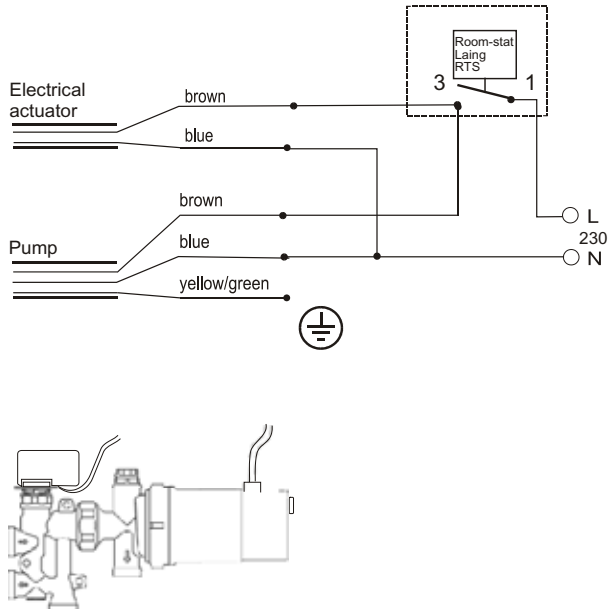 Room-stat
Laing
RTS
3
1
Electrical
actuator
brown
blue
brown
L
230
Pump
blue
N
yellow/green